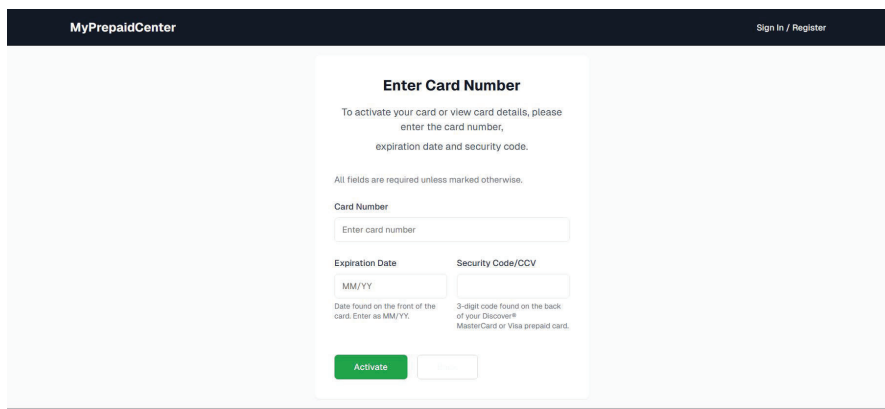 MyPrepaidCenter
Sign In / Register
Enter Card Number
To activate your card or view card details, please
enter the card number,
expiration date and security code.
All fields are required unless marked otherwise.
Card Number
Enter card number
Expiration Date
Security Code/CCV
MM/YY
Date found on the front of the
card. Enter as MM/YY.
3-digit code found on the back
of your Discover®
MasterCard or Visa prepaid card.
Activate